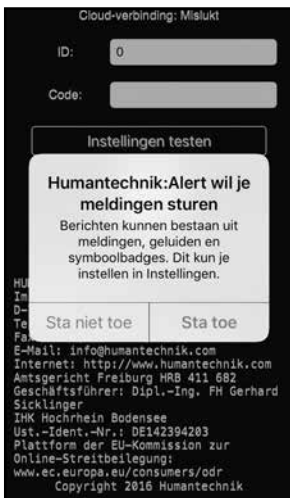 Cloud-verbinding: Mislukt
ID:
0
Code:
Instellingen testen
Humantechnik:Alert wil je
meldingen sturen
Berichten kunnen bestaan uit
meldingen, geluiden en
symboolbadges. Dit kun je
instellen in Instellingen.
Sta niet toe
Sta toe
HU
Im
D-
Te
Fa
E-Mail: info@humantechnik.com
Internet: http://www.humantechnik.com
Amtsgericht Freiburg HRB 411 682
Geschäftsführer: Dipl.-Ing. FH Gerhard
Sicklinger
IHK Hochrhein Bodensee
Ust.-Ident.-Nr.: DE142394203
Plattform der EU-Kommission zur
Online-Streitbeilegung:
www.ec.europa.eu/consumers/odr
Copyright 2016 Humantechnik